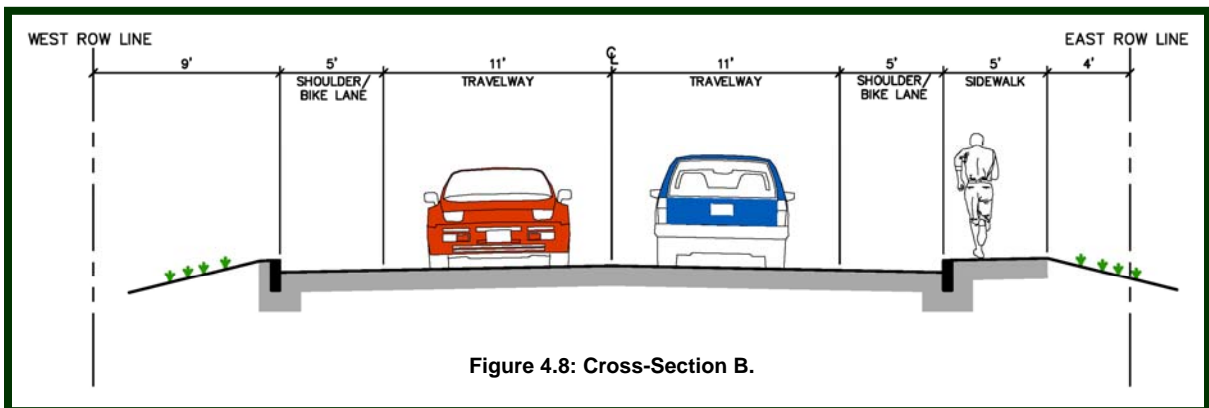 WEST ROW LINE
EAST ROW LINE
℄
9'
5'
11'
11'
5'
5'
4'
SHOULDER/
BIKE LANE
TRAVELWAY
TRAVELWAY
SHOULDER/
BIKE LANE
SIDEWALK
Figure 4.8: Cross-Section B.